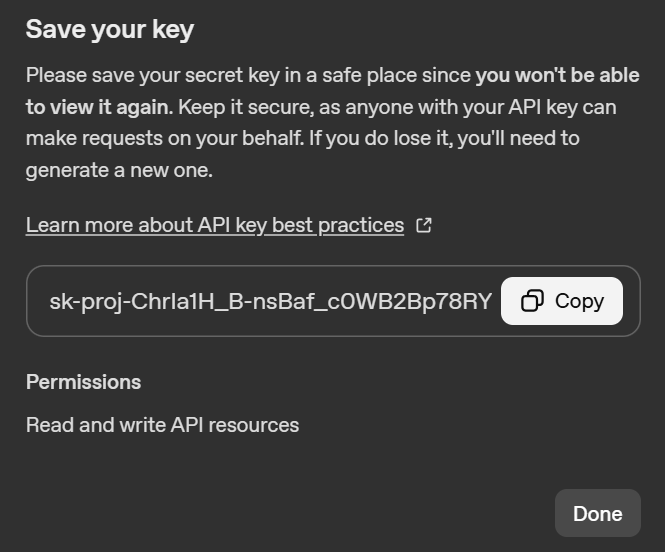 Save your key
Please save your secret key in a safe place since you won't be able
to view it again. Keep it secure, as anyone with your API key can
make requests on your behalf. If you do lose it, you'll need to
generate a new one.
Learn more about API key best practices
sk-proj-ChrIa1H_B-nsBaf_c0WB2Bp78RY
Copy
Permissions
Read and write API resources
Done